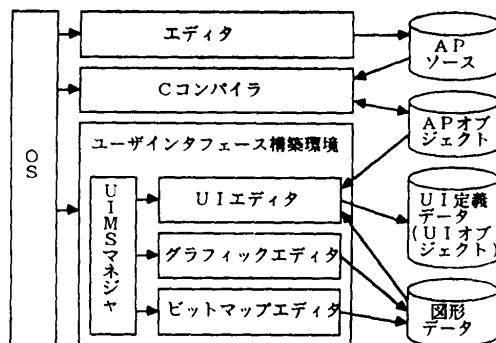 OS
エディタ
Cコンパイラ
ユーザインタフェース構築環境
UIMSマネジャ
UIエディタ
グラフィックエディタ
ビットマップエディタ
AP
ソース
APオブ
ジェクト
UI定義
データ
(UIオブ
ジェクト)
図形
データ